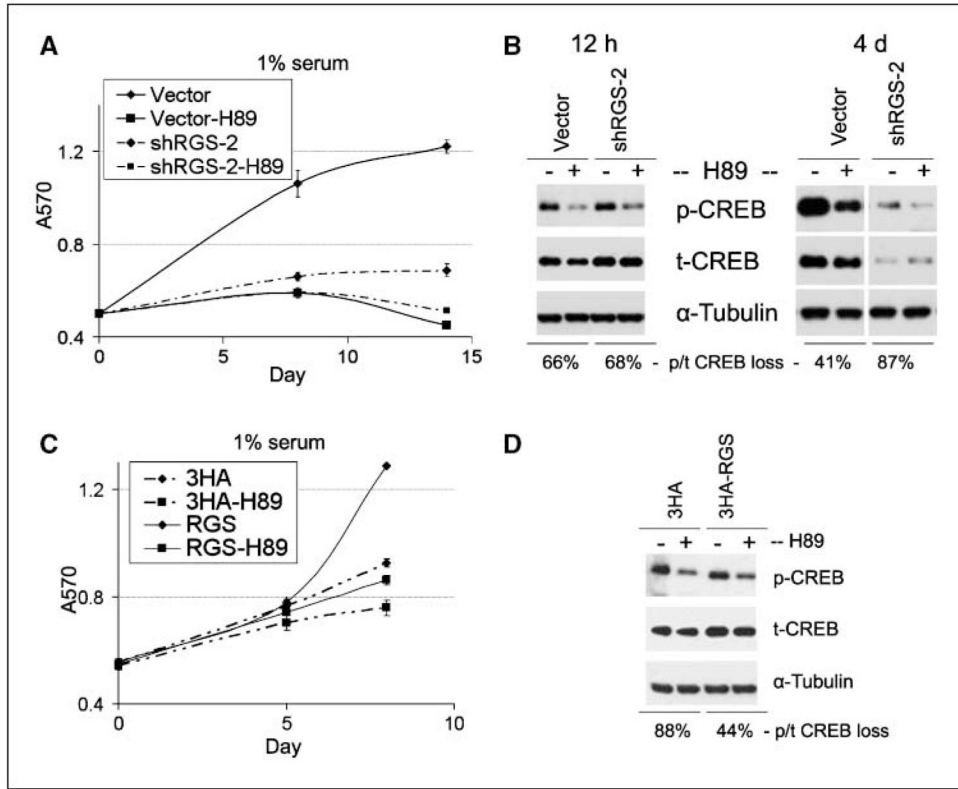 A
1% serum
Vector
Vector-H89
shRGS-2
shRGS-2-H89
A570
1.2
0.8
0.4
0 5 10 15
Day
B
12 h 4 d
Vector shRGS-2 Vector shRGS-2
- + - + -- H89 -- - + - +
p-CREB
t-CREB
α-Tubulin
66% 68% - p/t CREB loss - 41% 87%
C
1% serum
3HA
3HA-H89
RGS
RGS-H89
A570
1.2
0.8
0.4
0 5 10
Day
D
3HA 3HA-RGS
- + - + -- H89
p-CREB
t-CREB
α-Tubulin
88% 44% - p/t CREB loss